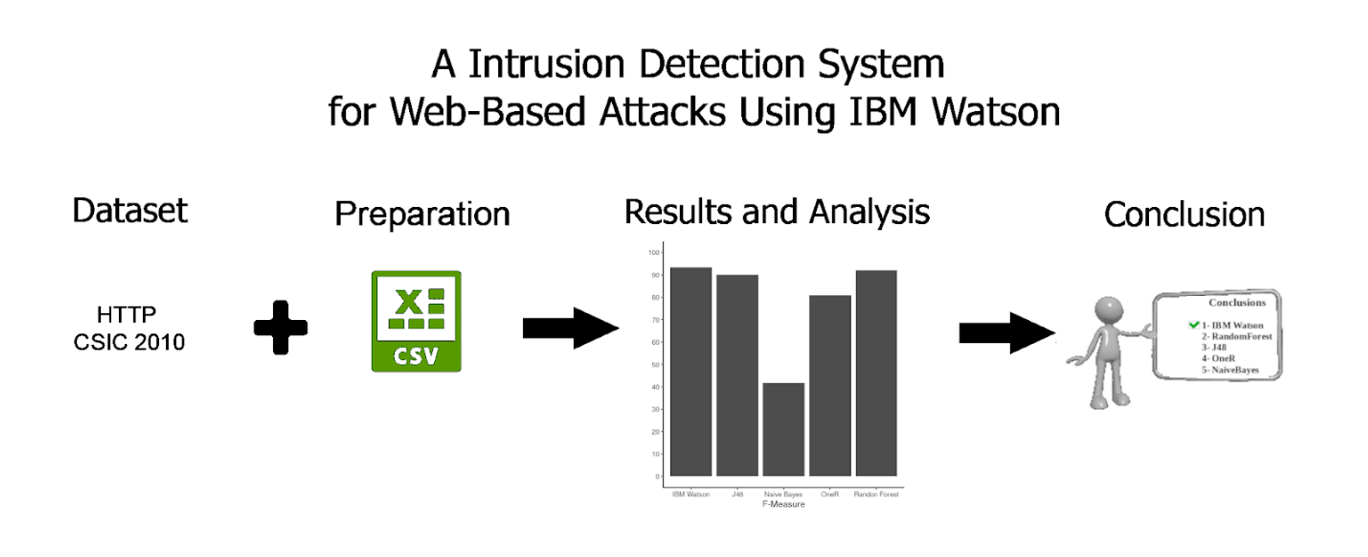 A Intrusion Detection System
for Web-Based Attacks Using IBM Watson
Dataset
HTTP
CSIC 2010
Preparation
CSV
Results and Analysis
100
90
80
70
60
50
40
30
20
10
0
IBM Watson
J48
Naive Bayes
OneR
Randon Forest
F-Measure
Conclusion
Conclusions
1- IBM Watson
2- RandomForest
3- J48
4- OneR
5- NaiveBayes